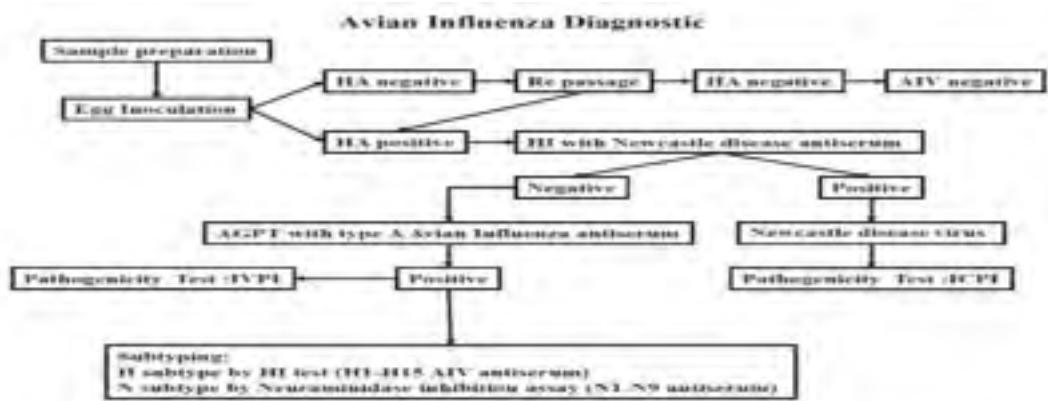 Avian Influenza Diagnostic
Sample preparation
Egg Inoculation
HA negative
Re passage
HA negative
AIV negative
HA positive
HI with Newcastle disease antiserum
Negative
Positive
AGPT with type A Avian Influenza antiserum
Newcastle disease virus
Pathogenicity Test :IVPI
Positive
Pathogenicity Test :ICPI
Subtyping:
H subtype by HI test (H1-H15 AIV antiserum)
N subtype by Neuraminidase inhibition assay (N1-N9 antiserum)